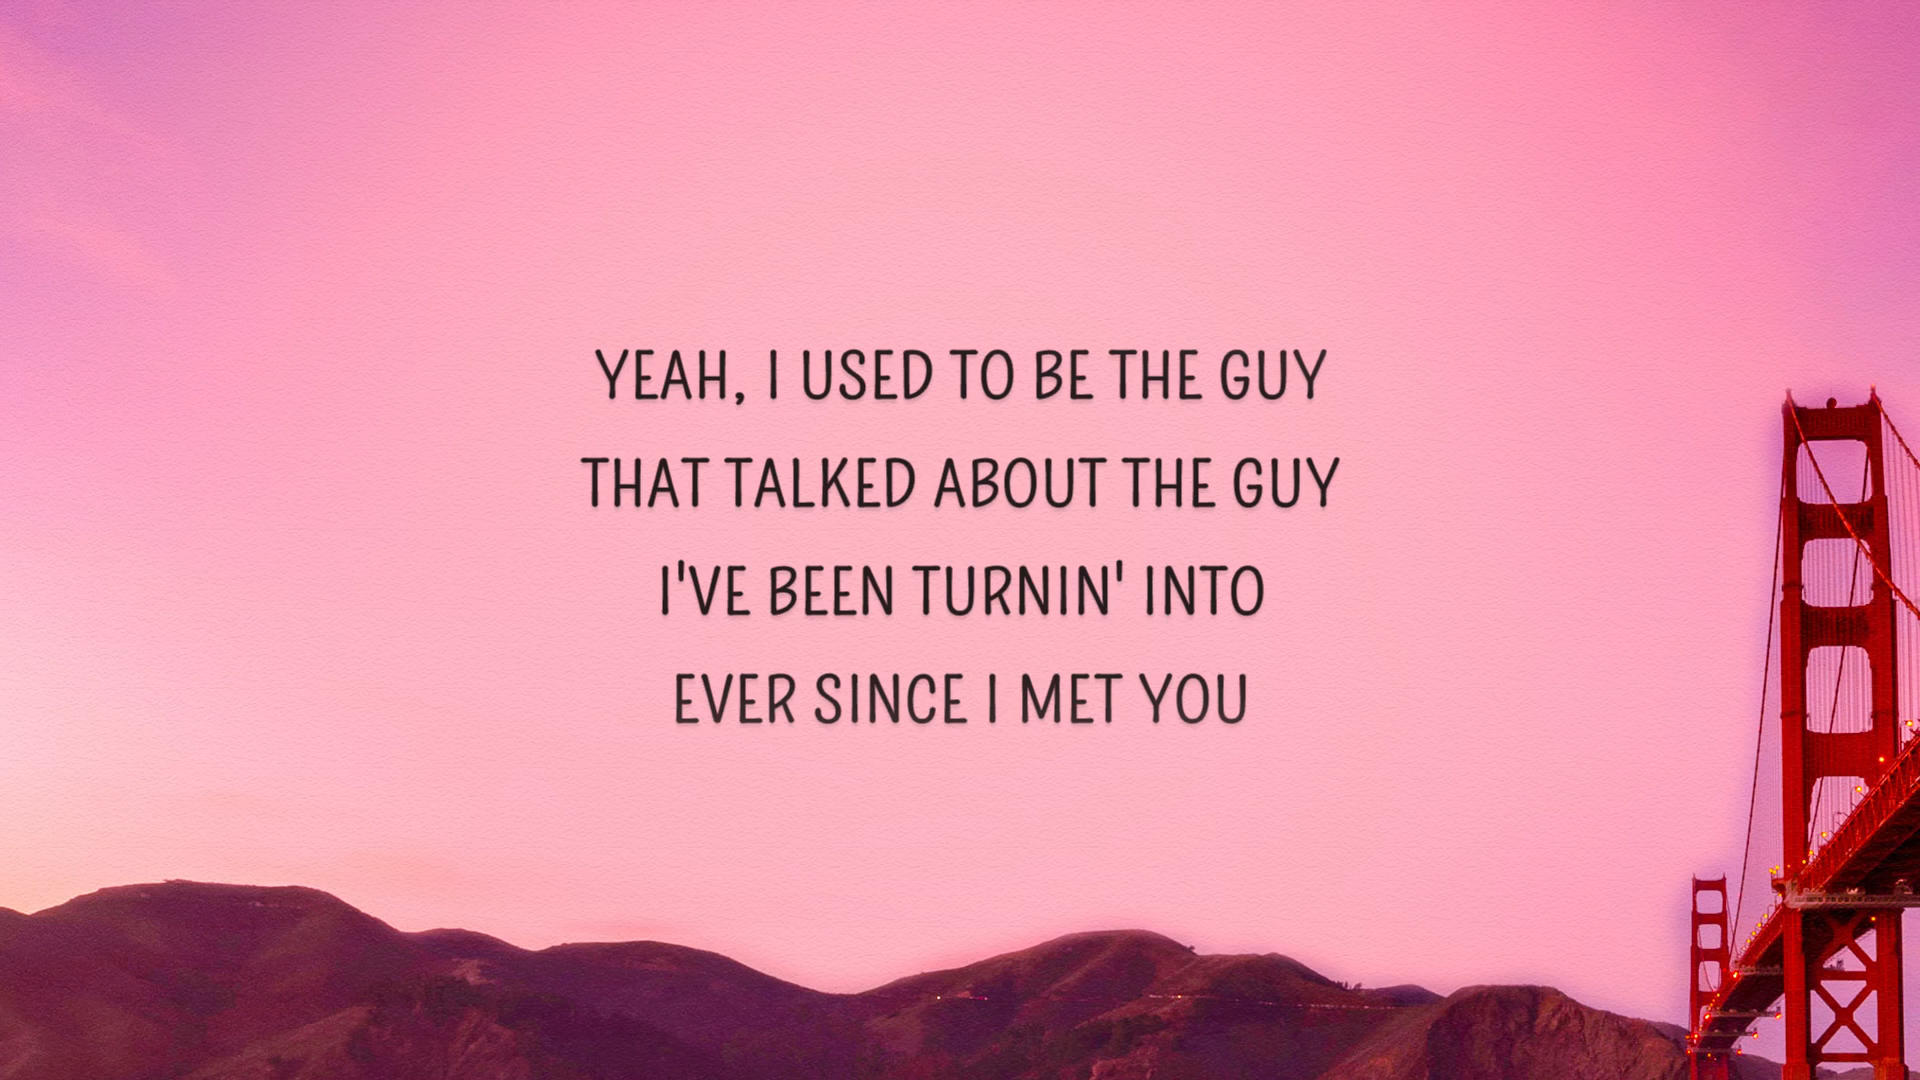 YEAH, I USED TO BE THE GUY
THAT TALKED ABOUT THE GUY
I'VE BEEN TURNIN' INTO
EVER SINCE I MET YOU